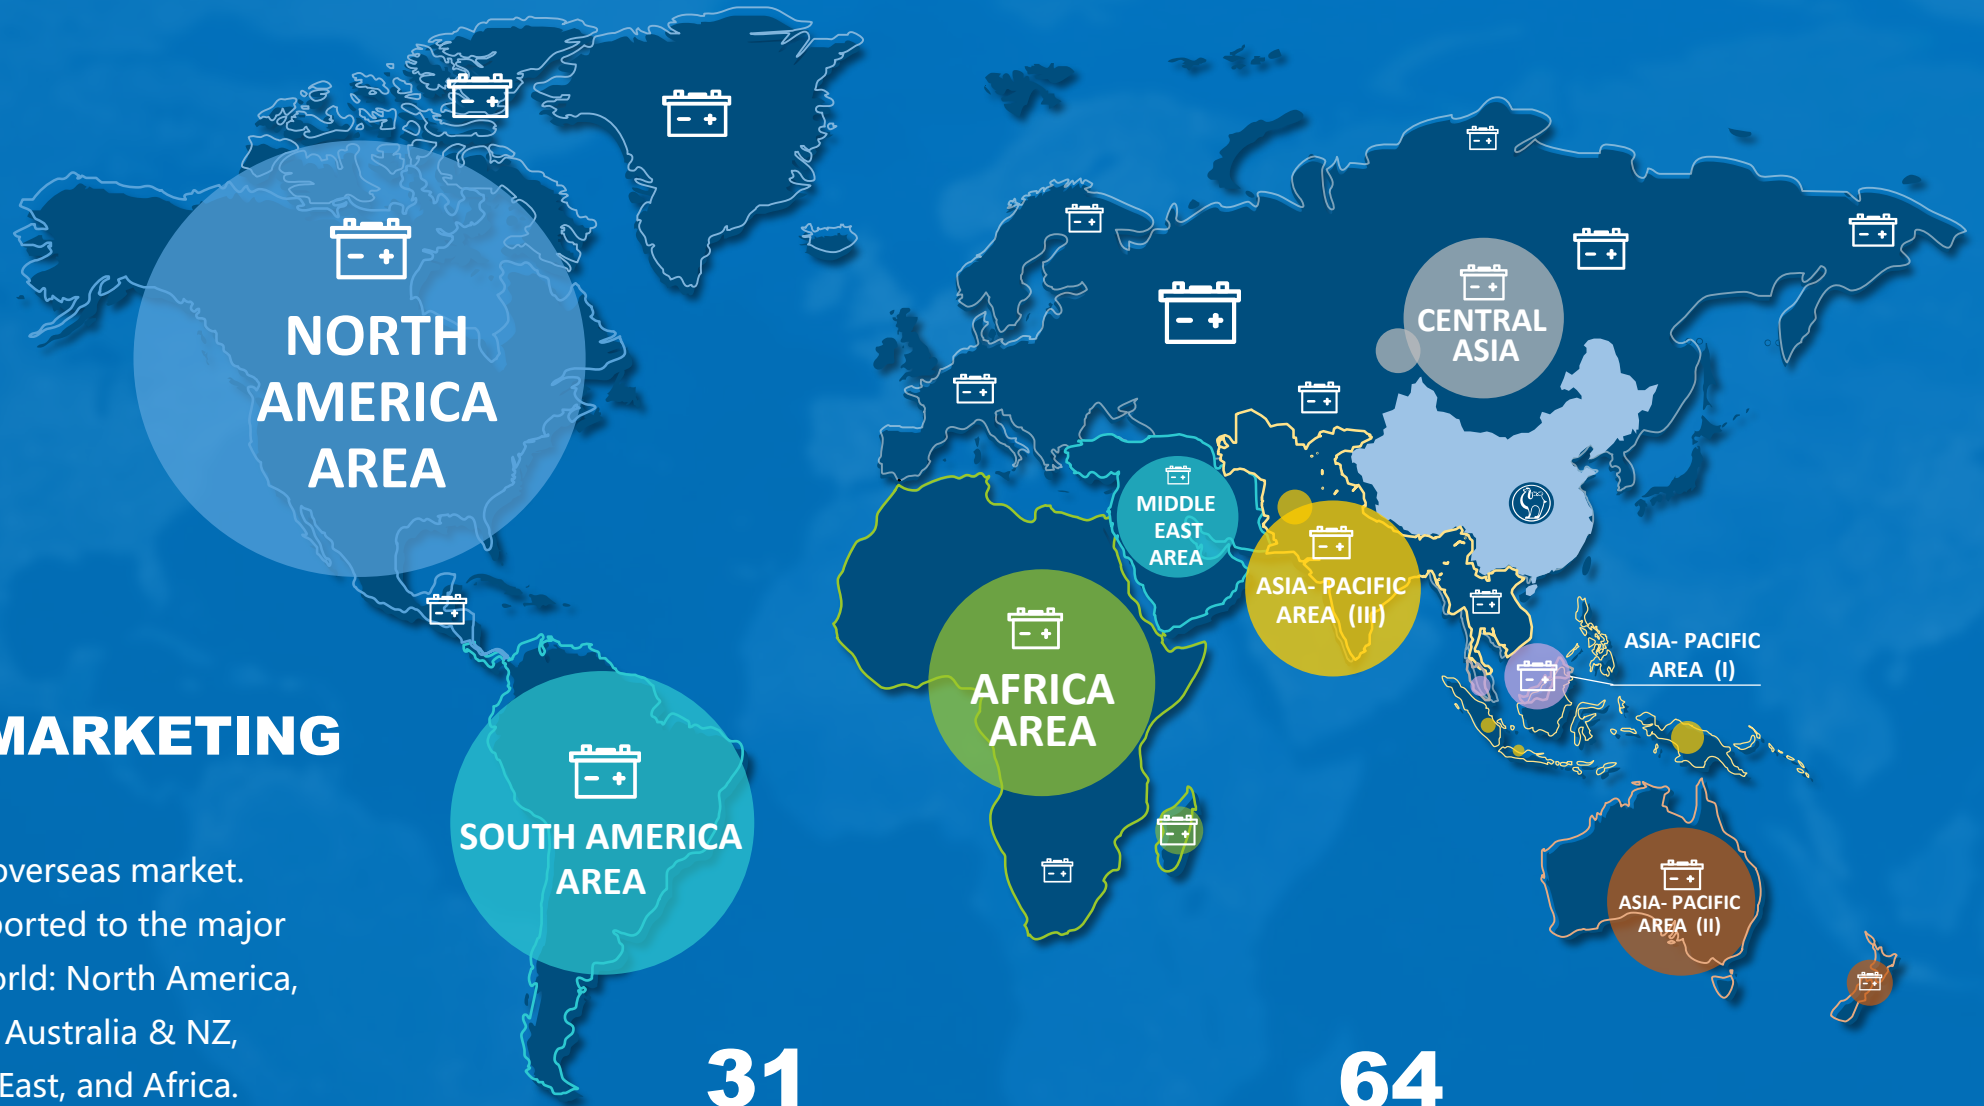 NORTH
AMERICA
AREA
CENTRAL
ASIA
MIDDLE
EAST
AREA
ASIA- PACIFIC
AREA (III)
ASIA- PACIFIC
AREA (I)
AFRICA
AREA
SOUTH AMERICA
AREA
ASIA- PACIFIC
AREA (II)
MARKETING
overseas market.
ported to the major
orld: North America,
Australia & NZ,
East, and Africa.
31
64